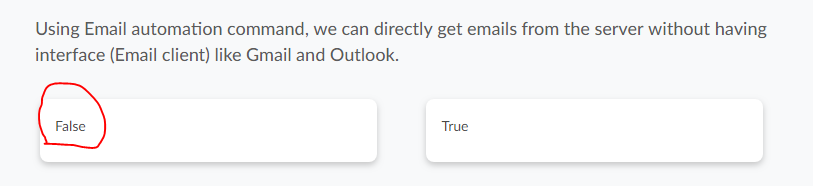 Using Email automation command, we can directly get emails from the server without having
interface (Email client) like Gmail and Outlook.
False
True